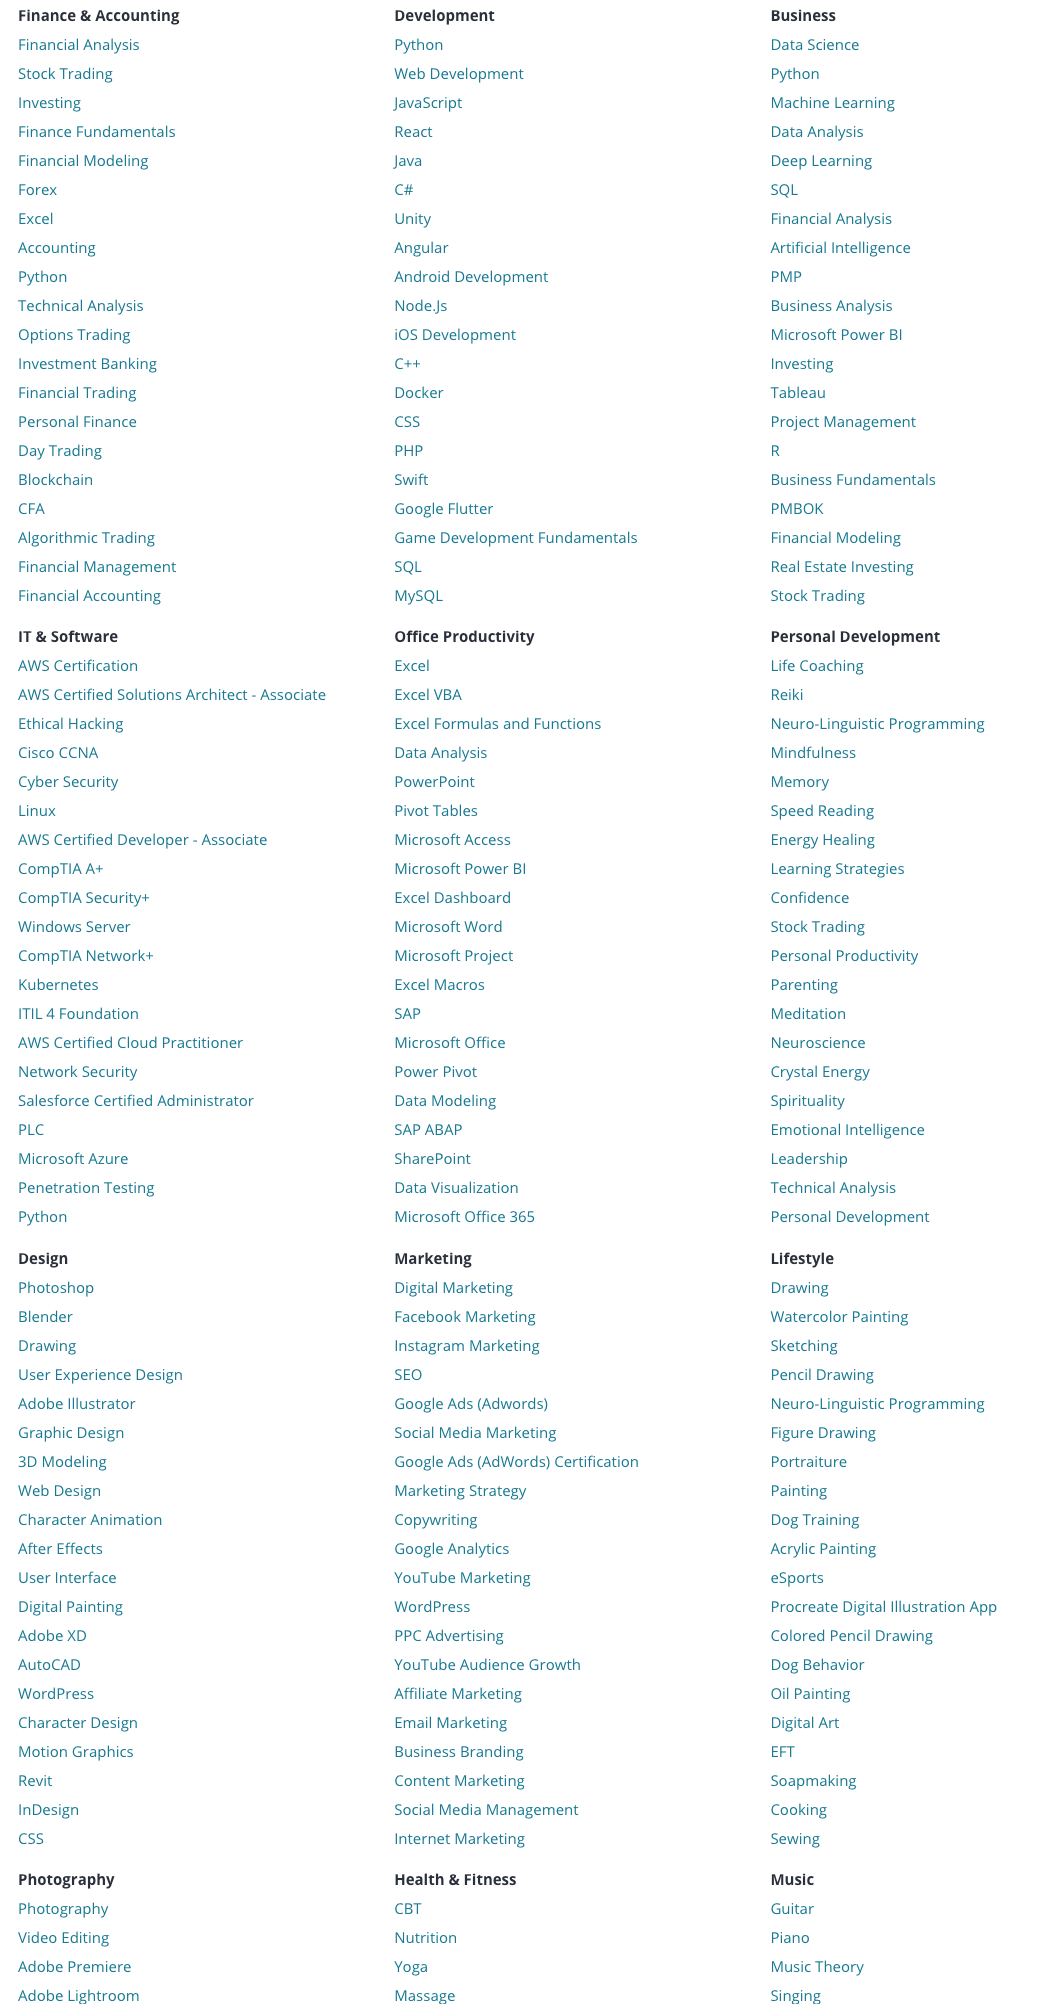 Finance & Accounting
Financial Analysis
Stock Trading
Investing
Finance Fundamentals
Financial Modeling
Forex
Excel
Accounting
Python
Technical Analysis
Options Trading
Investment Banking
Financial Trading
Personal Finance
Day Trading
Blockchain
CFA
Algorithmic Trading
Financial Management
Financial Accounting
Development
Python
Web Development
JavaScript
React
Java
C#
Unity
Angular
Android Development
Node.Js
iOS Development
C++
Docker
CSS
PHP
Swift
Google Flutter
Game Development Fundamentals
SQL
MySQL
Business
Data Science
Python
Machine Learning
Data Analysis
Deep Learning
SQL
Financial Analysis
Artificial Intelligence
PMP
Business Analysis
Microsoft Power BI
Investing
Tableau
Project Management
R
Business Fundamentals
PMBOK
Financial Modeling
Real Estate Investing
Stock Trading
IT & Software
AWS Certification
AWS Certified Solutions Architect - Associate
Ethical Hacking
Cisco CCNA
Cyber Security
Linux
AWS Certified Developer - Associate
CompTIA A+
CompTIA Security+
Windows Server
CompTIA Network+
Kubernetes
ITIL 4 Foundation
AWS Certified Cloud Practitioner
Network Security
Salesforce Certified Administrator
PLC
Microsoft Azure
Penetration Testing
Python
Office Productivity
Excel
Excel VBA
Excel Formulas and Functions
Data Analysis
PowerPoint
Pivot Tables
Microsoft Access
Microsoft Power BI
Excel Dashboard
Microsoft Word
Microsoft Project
Excel Macros
SAP
Microsoft Office
Power Pivot
Data Modeling
SAP ABAP
SharePoint
Data Visualization
Microsoft Office 365
Personal Development
Life Coaching
Reiki
Neuro-Linguistic Programming
Mindfulness
Memory
Speed Reading
Energy Healing
Learning Strategies
Confidence
Stock Trading
Personal Productivity
Parenting
Meditation
Neuroscience
Crystal Energy
Spirituality
Emotional Intelligence
Leadership
Technical Analysis
Personal Development
Design
Photoshop
Blender
Drawing
User Experience Design
Adobe Illustrator
Graphic Design
3D Modeling
Web Design
Character Animation
After Effects
User Interface
Digital Painting
Adobe XD
AutoCAD
WordPress
Character Design
Motion Graphics
Revit
InDesign
CSS
Marketing
Digital Marketing
Facebook Marketing
Instagram Marketing
SEO
Google Ads (Adwords)
Social Media Marketing
Google Ads (AdWords) Certification
Marketing Strategy
Copywriting
Google Analytics
YouTube Marketing
WordPress
PPC Advertising
YouTube Audience Growth
Affiliate Marketing
Email Marketing
Business Branding
Content Marketing
Social Media Management
Internet Marketing
Lifestyle
Drawing
Watercolor Painting
Sketching
Pencil Drawing
Neuro-Linguistic Programming
Figure Drawing
Portraiture
Painting
Dog Training
Acrylic Painting
eSports
Procreate Digital Illustration App
Colored Pencil Drawing
Dog Behavior
Oil Painting
Digital Art
EFT
Soapmaking
Cooking
Sewing
Photography
Photography
Video Editing
Adobe Premiere
Adobe Lightroom
Health & Fitness
CBT
Nutrition
Yoga
Massage
Music
Guitar
Piano
Music Theory
Singing